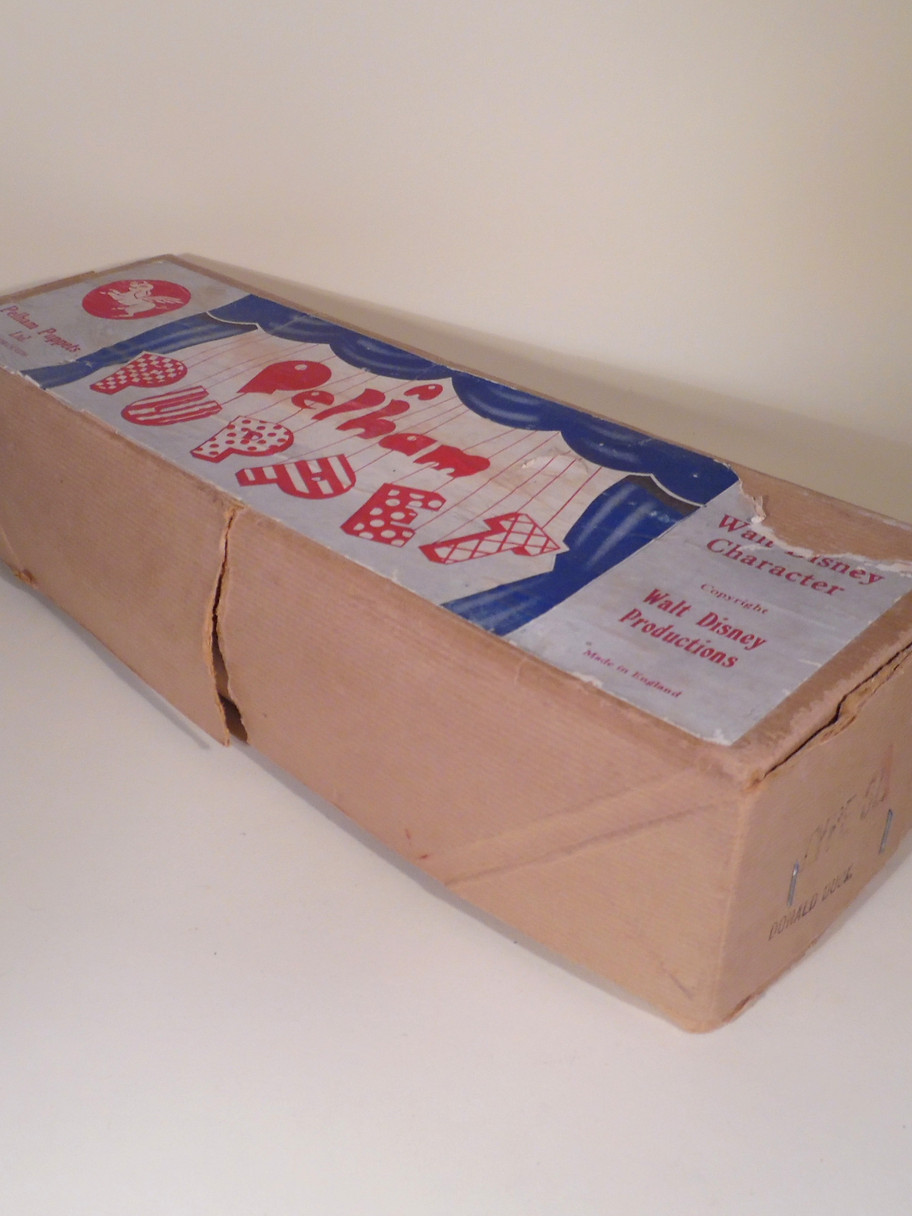 Pelham Puppets
Ltd.
A
Pelham
PUPPET
Walt Disney
Character
Copyright
Walt Disney
Productions
Made in England
DONALD DUCK